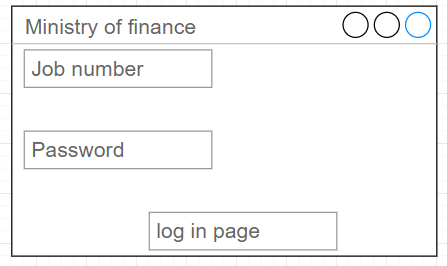 Ministry of finance
Job number
Password
log in page